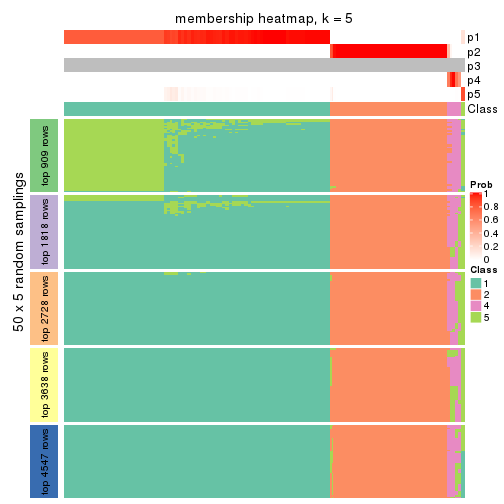 membership heatmap, k = 5
p1
p2
p3
p4
p5
Class
50 x 5 random samplings
top 909 rows
top 1818 rows
top 2728 rows
top 3638 rows
top 4547 rows
Prob
1
0.8
0.6
0.4
0.2
0
Class
1
2
4
5